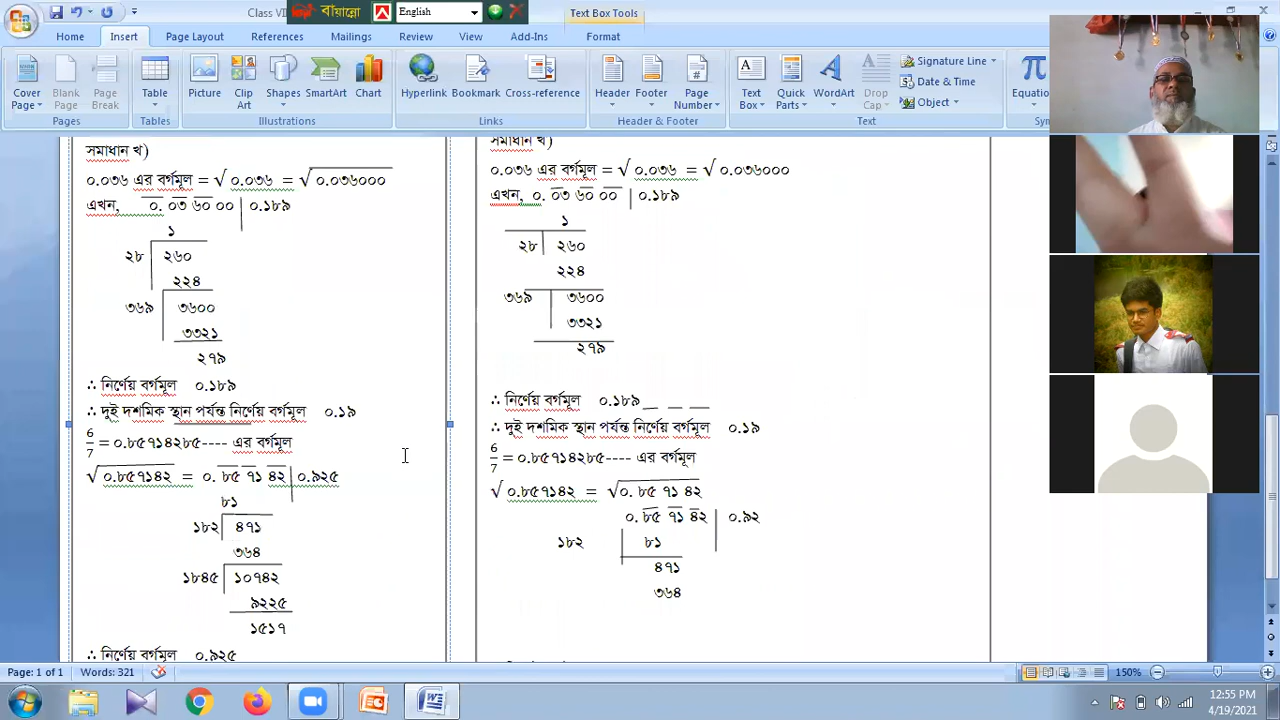 Class VI
বায়ান্নো
English
Text Box Tools
Home Insert Page Layout References Mailings Review View Add-Ins Format
Cover Page
Blank Page
Page Break
Table
Picture
Clip Art
Shapes
SmartArt
Chart
Hyperlink
Bookmark
Cross-reference
Header
Footer
Page Number
Text Box
Quick Parts
WordArt
Drop Cap
Signature Line
Date & Time
Object
Equation
Pages Tables Illustrations Links Header & Footer Text Sy
সমাধান খ)
০.০৩৬ এর বর্গমূল = √ ০.০৩৬ = √ ০.০৩৬০০০
এখন, ০. ০৩ ৬০ ০০ ০.১৮৯
১
২৮ ২৬০
২২৪
৩৬৯ ৩৬০০
৩৩২১
২৭৯
∴ নির্ণেয় বর্গমূল ০.১৮৯
∴ দুই দশমিক স্থান পর্যন্ত নির্ণেয় বর্গমূল ০.১৯
6/7 = ০.৮৫৭১৪২৮৫---- এর বর্গমূল
√ ০.৮৫৭১৪২ = ০. ৮৫ ৭১ ৪২ ০.৯২৫
৮১
১৮২ ৪৭১
৩৬৪
১৮৪৫ ১০৭৪২
৯২২৫
১৫১৭
∴ নির্ণেয় বর্গমূল ০.৯২৫
সমাধান খ)
০.০৩৬ এর বর্গমূল = √ ০.০৩৬ = √ ০.০৩৬০০০
এখন, ০. ০৩ ৬০ ০০ ০.১৮৯
১
২৮ ২৬০
২২৪
৩৬৯ ৩৬০০
৩৩২১
২৭৯
∴ নির্ণেয় বর্গমূল ০.১৮৯
∴ দুই দশমিক স্থান পর্যন্ত নির্ণেয় বর্গমূল ০.১৯
6/7 = ০.৮৫৭১৪২৮৫---- এর বর্গমূল
√ ০.৮৫৭১৪২ = √০. ৮৫ ৭১ ৪২
০. ৮৫ ৭১ ৪২ ০.৯২
১৮২ ৮১
৪৭১
৩৬৪
Page: 1 of 1 Words: 321 150%
12:55 PM
4/19/2021